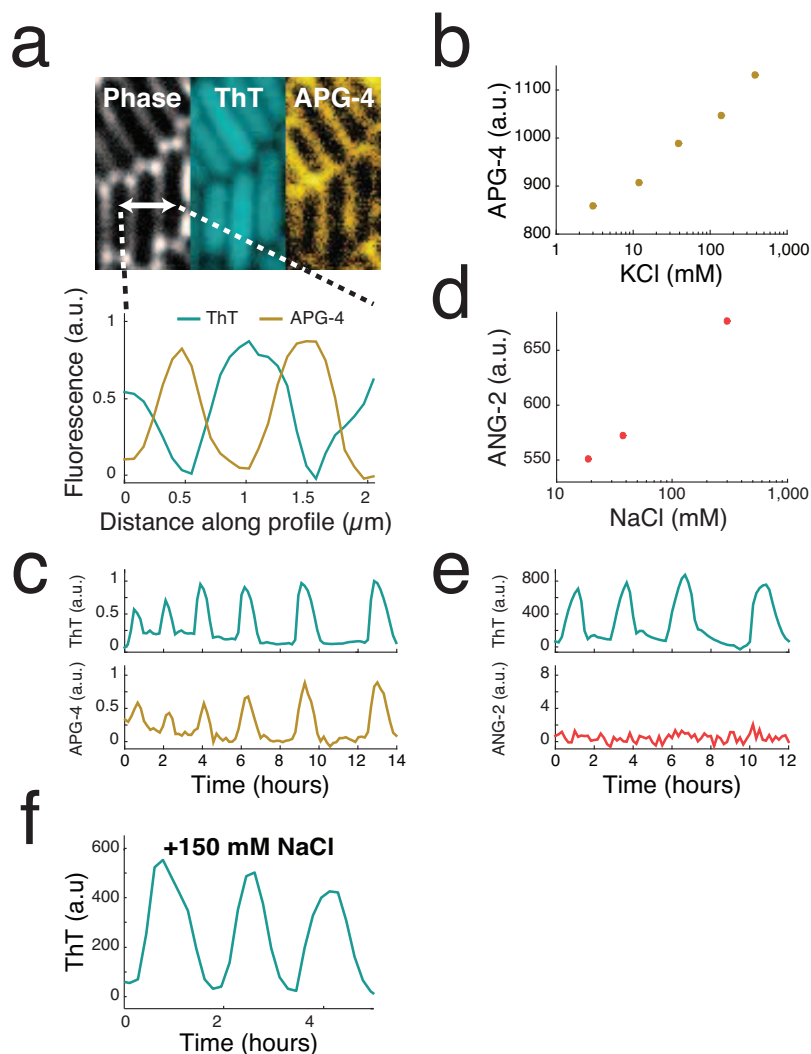 a
Phase ThT APG-4
1
0.5
0
Fluorescence (a.u.)
ThT APG-4
0 0.5 1 1.5 2
Distance along profile (µm)
b
1100
1000
900
800
APG-4 (a.u.)
1 10 100 1,000
KCl (mM)
d
650
600
550
ANG-2 (a.u.)
10 100 1,000
NaCl (mM)
c
1
0.5
0
ThT (a.u.)
1
0.5
0
APG-4 (a.u.)
0 2 4 6 8 10 12 14
Time (hours)
e
800
400
0
ThT (a.u.)
8
4
2
0
ANG-2 (a.u.)
0 2 4 6 8 10 12
Time (hours)
f
+150 mM NaCl
600
400
200
0
ThT (a.u)
0 2 4
Time (hours)